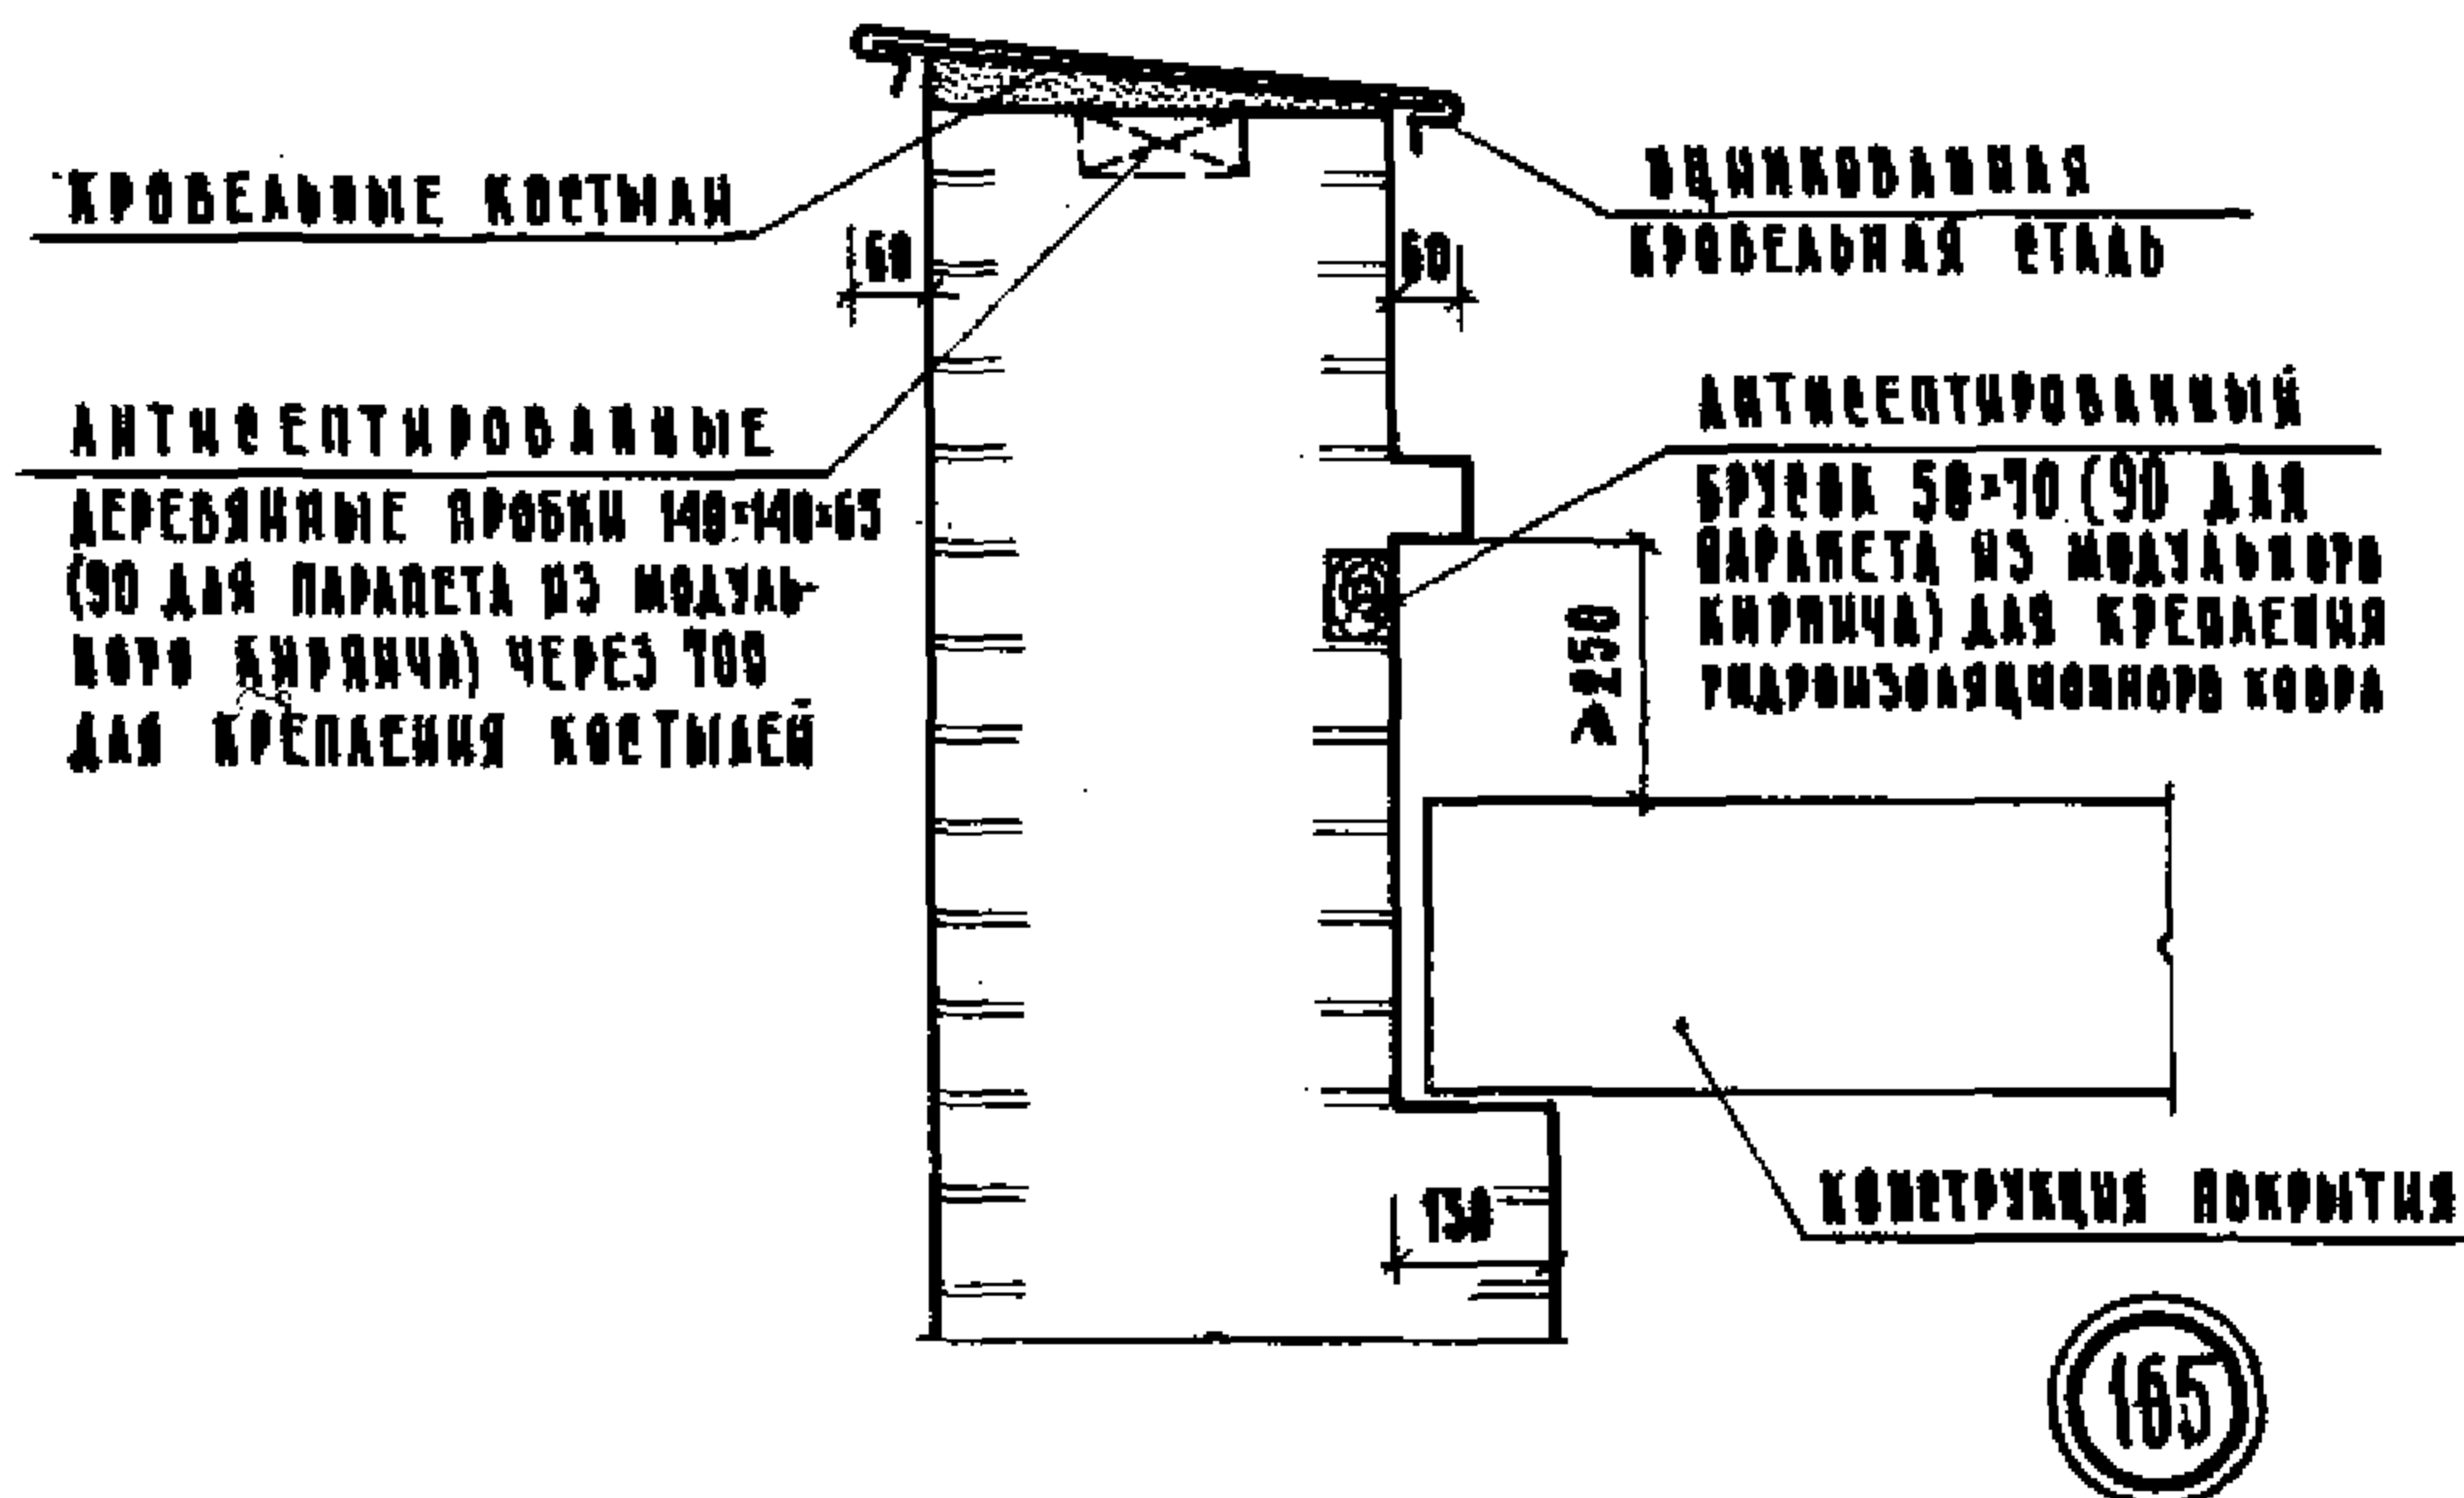 КРОВЕЛЬНЫЕ КОСТЫЛИ
60
60
ОЦИНКОВАННАЯ
КРОВЕЛЬНАЯ СТАЛЬ
АНТИСЕПТИРОВАННЫЕ
ДЕРЕВЯННЫЕ ПРОБКИ 140×140×65
(90 ДЛЯ ПАРАПЕТА ИЗ МОДУЛЬ-
НОГО КИРПИЧА) ЧЕРЕЗ 700
ДЛЯ КРЕПЛЕНИЯ КОСТЫЛЕЙ
АНТИСЕПТИРОВАННЫЙ
БРУСОК 50×70 (90 ДЛЯ
ПАРАПЕТА ИЗ МОДУЛЬНОГО
КИРПИЧА) ДЛЯ КРЕПЛЕНИЯ
ГИДРОИЗОЛЯЦИОННОГО КОВРА
>250
КОНСТРУКЦИЯ ПОКРЫТИЯ
165